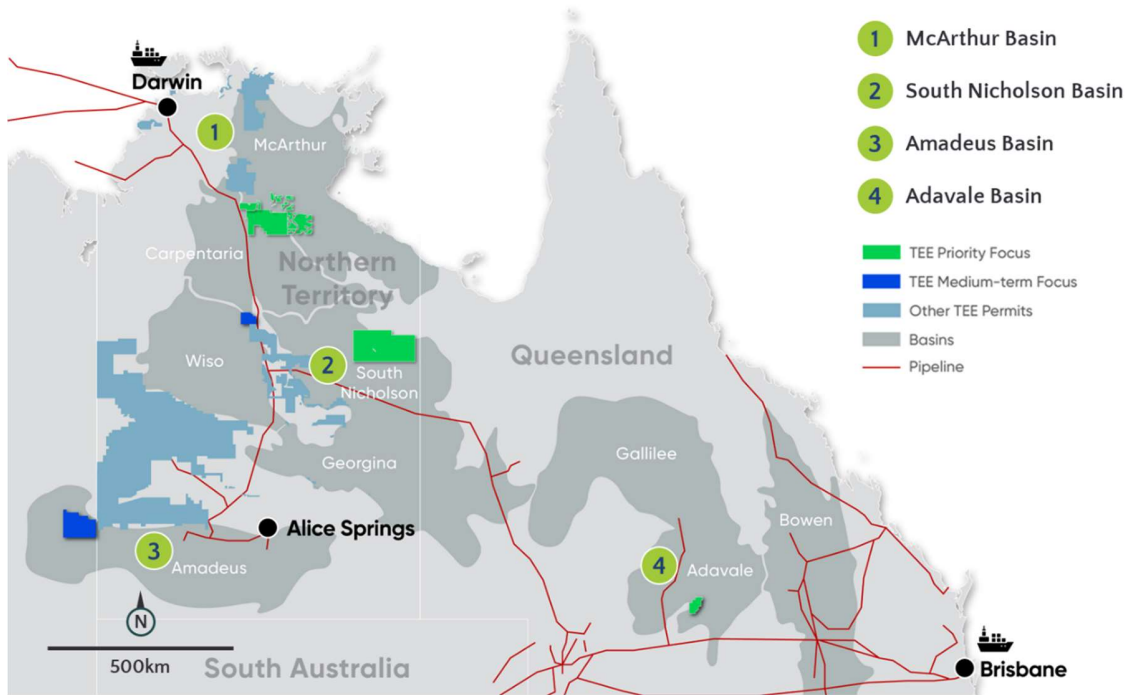 1 McArthur Basin
2 South Nicholson Basin
3 Amadeus Basin
4 Adavale Basin
TEE Priority Focus
TEE Medium-term Focus
Other TEE Permits
Basins
Pipeline
Darwin
1
McArthur
Carpentaria
Northern
Territory
Wiso
2
South
Nicholson
Queensland
Georgina
Gallilee
Alice Springs
3
Amadeus
4
Adavale
Bowen
N
500km
South Australia
Brisbane